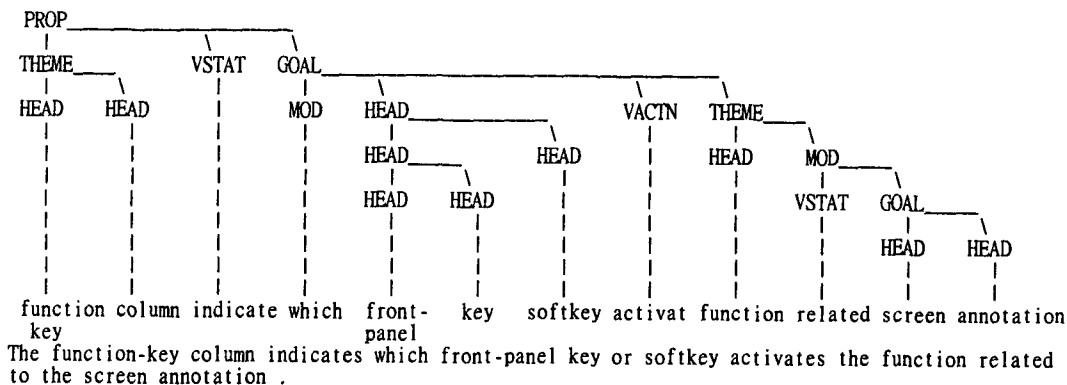 PROP
THEME VSTAT GOAL
HEAD HEAD MOD HEAD VACTN THEME
HEAD HEAD HEAD MOD
HEAD HEAD VSTAT GOAL
HEAD HEAD
function column indicate which front- key softkey activat function related screen annotation
key panel
The function-key column indicates which front-panel key or softkey activates the function related
to the screen annotation .